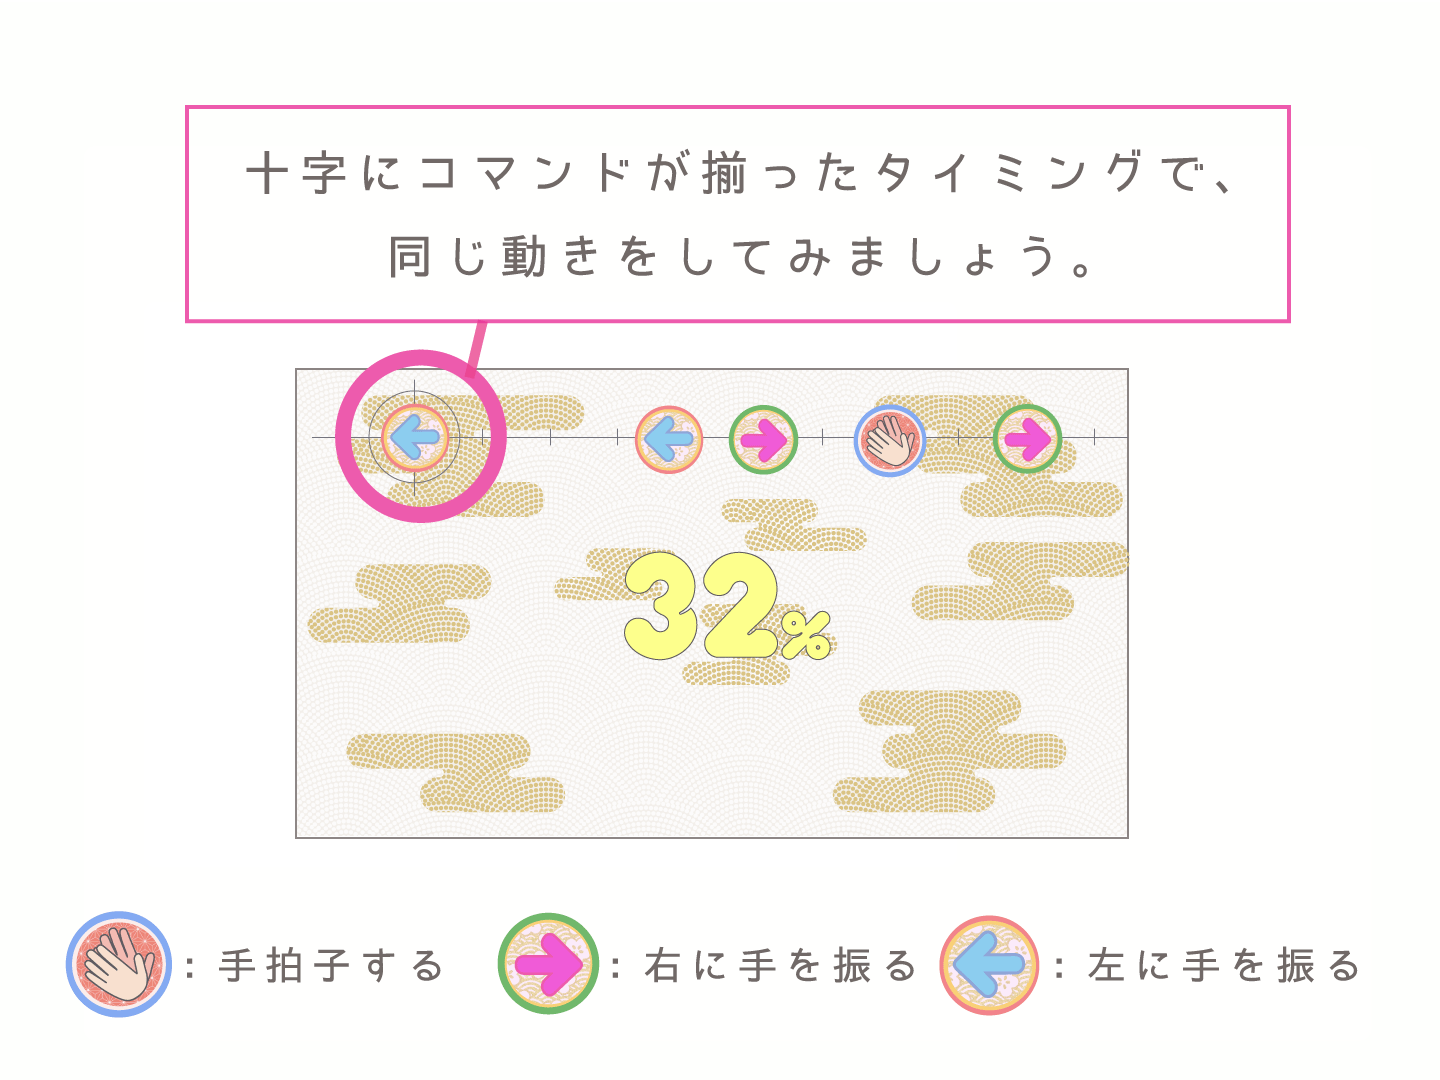 十字にコマンドが揃ったタイミングで、
同じ動きをしてみましょう。
32%
：手拍子する
：右に手を振る
：左に手を振る